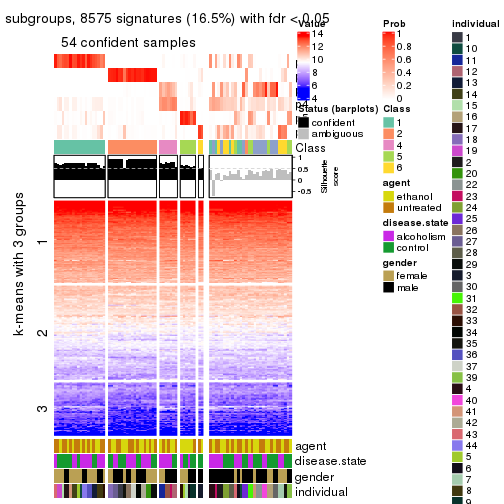 subgroups, 8575 signatures (16.5%) with fdr < 0.05
54 confident samples
k-means with 3 groups
1
2
3
Class
1
0.5
0
-0.5
Silhouette
score
agent
disease.state
gender
individual
Value
14
12
10
8
6
4
Status (barplots)
confident
ambiguous
Prob
1
0.8
0.6
0.4
0.2
0
Class
1
2
4
5
6
agent
ethanol
untreated
disease.state
alcoholism
control
gender
female
male
individual
1
10
11
12
13
14
15
16
17
18
19
2
20
22
23
24
25
26
27
28
29
3
30
31
32
33
34
35
36
37
39
4
40
41
42
43
44
5
6
7
8